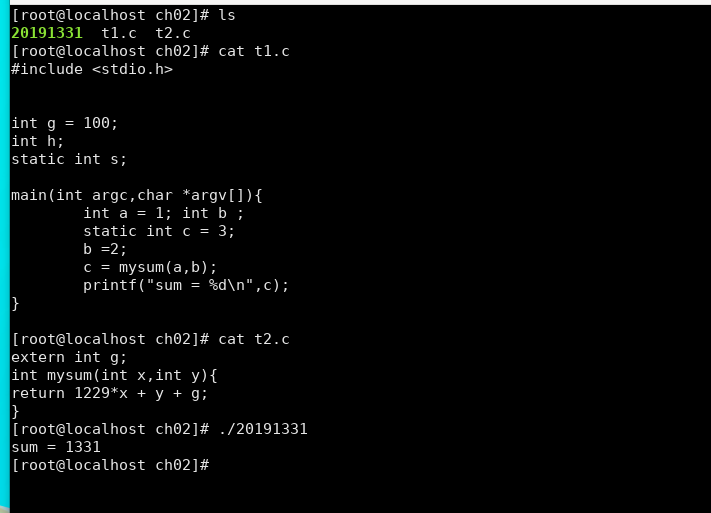 [root@localhost ch02]# ls
20191331  t1.c  t2.c
[root@localhost ch02]# cat t1.c
#include <stdio.h>
int g = 100;
int h;
static int s;
main(int argc,char *argv[]){
        int a = 1; int b ;
        static int c = 3;
        b =2;
        c = mysum(a,b);
        printf("sum = %d\n",c);
}
[root@localhost ch02]# cat t2.c
extern int g;
int mysum(int x,int y){
return 1229*x + y + g;
}
[root@localhost ch02]# ./20191331
sum = 1331
[root@localhost ch02]#